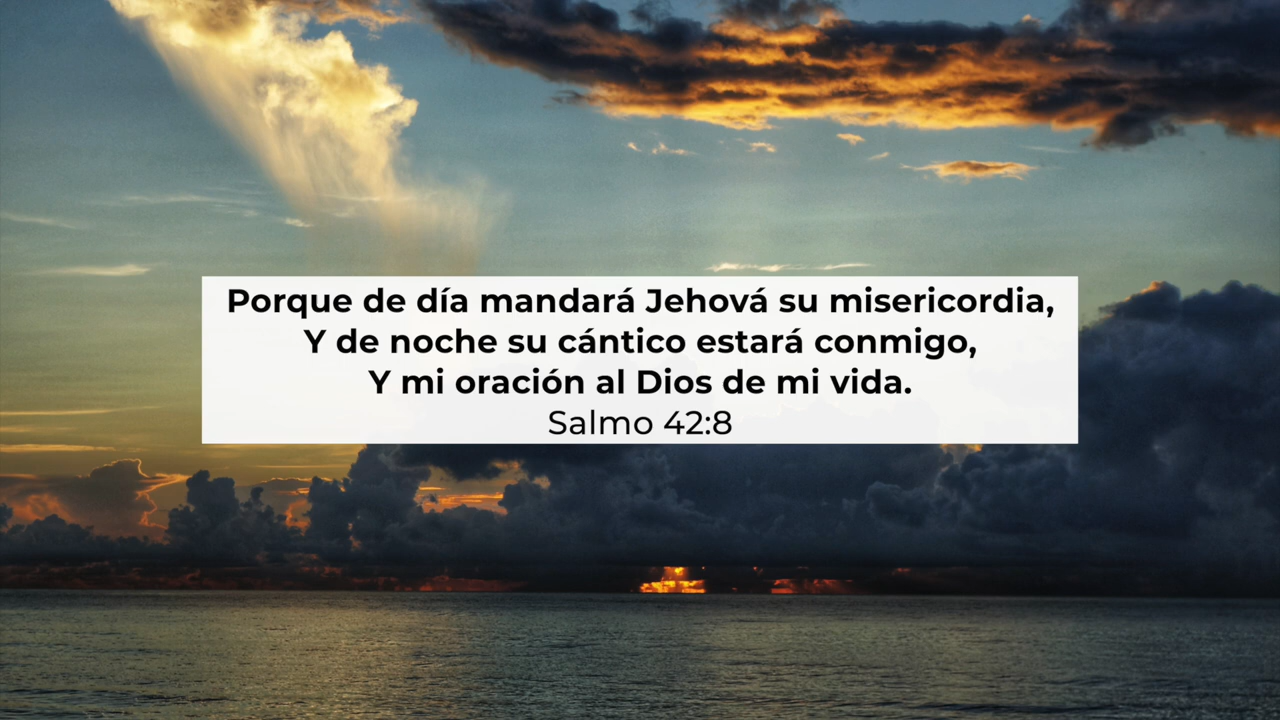 Porque de día mandará Jehová su misericordia,
Y de noche su cántico estará conmigo,
Y mi oración al Dios de mi vida.
Salmo 42:8